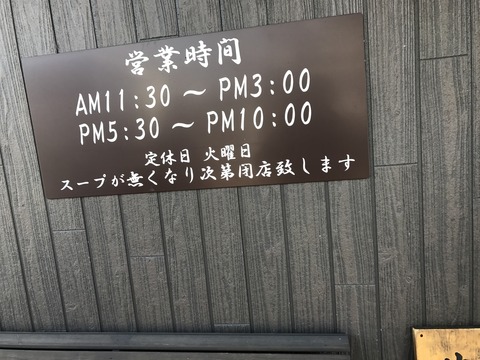 営業時間
AM11:30 〜 PM3:00
PM5:30 〜 PM10:00
定休日 火曜日
スープが無くなり次第閉店致します